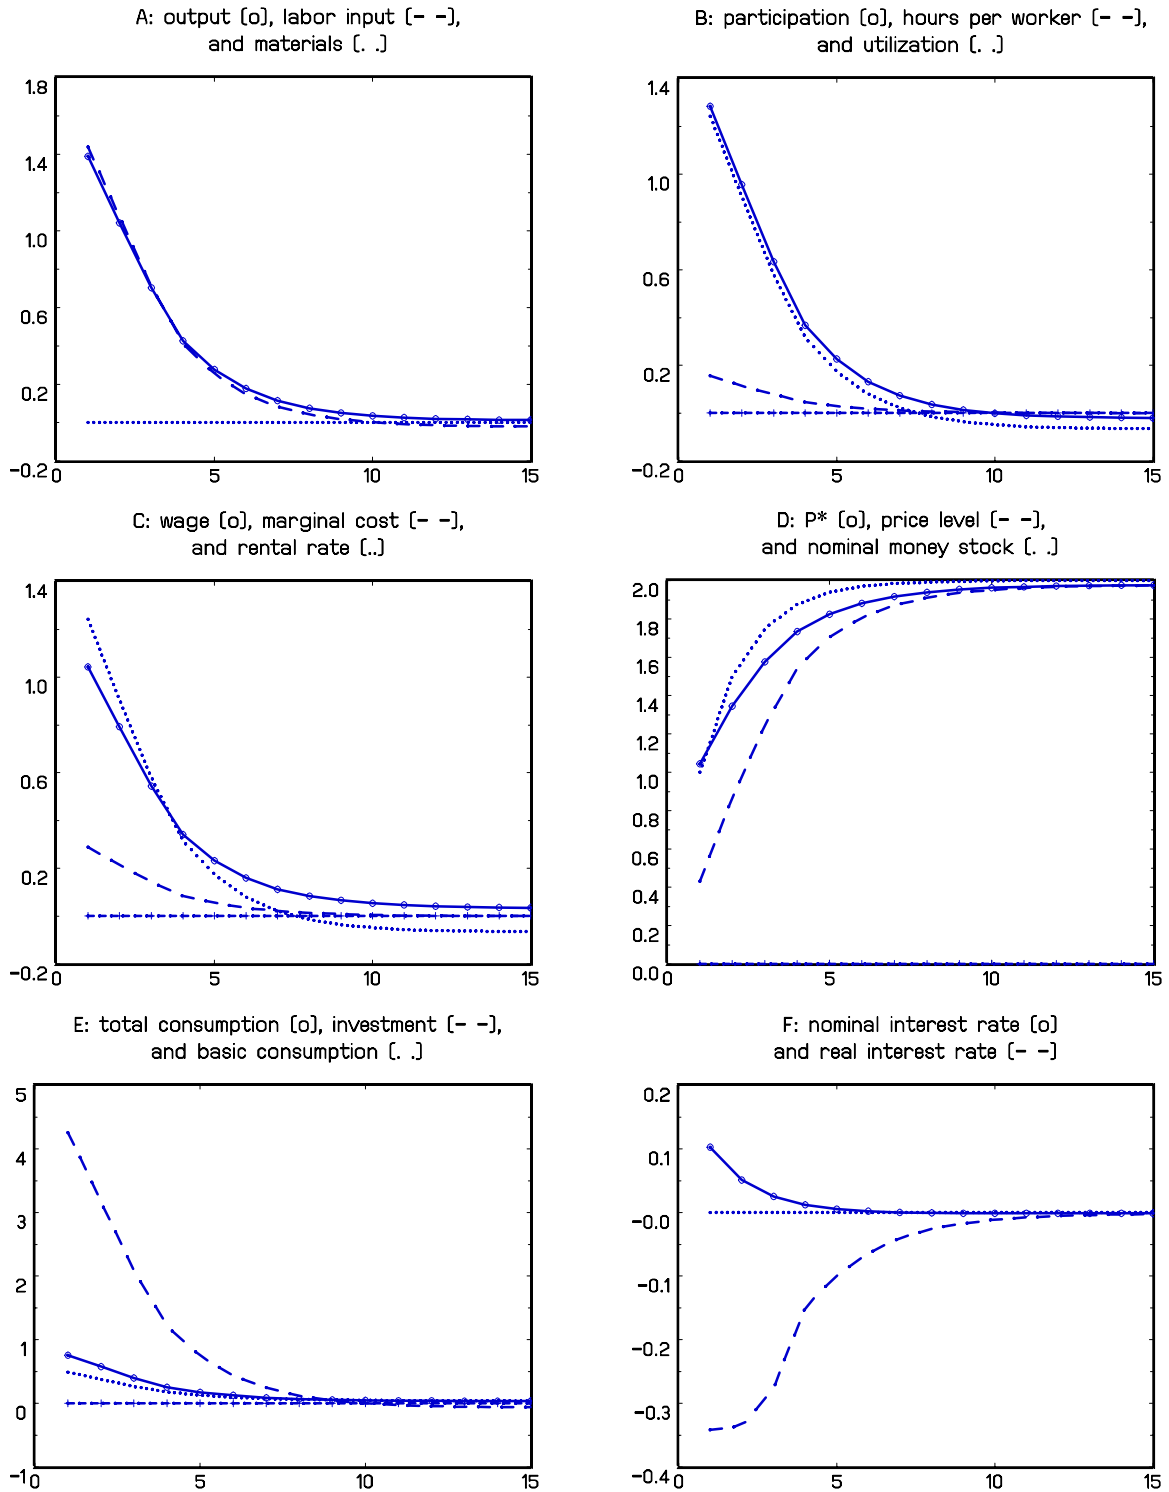 A: output (o), labor input (- -),
and materials (. .)
1.8
1.4
1.0
0.6
0.2
-0.2
0 5 10 15
B: participation (o), hours per worker (- -),
and utilization (. .)
1.4
1.0
0.6
0.2
-0.2
0 5 10 15
C: wage (o), marginal cost (- -),
and rental rate (..)
1.4
1.0
0.6
0.2
-0.2
0 5 10 15
D: P* (o), price level (- -),
and nominal money stock (. .)
2.0
1.8
1.6
1.4
1.2
1.0
0.8
0.6
0.4
0.2
0.0
0 5 10 15
E: total consumption (o), investment (- -),
and basic consumption (. .)
5
4
3
2
1
0
-1
0 5 10 15
F: nominal interest rate (o)
and real interest rate (- -)
0.2
0.1
-0.0
-0.1
-0.2
-0.3
-0.4
0 5 10 15